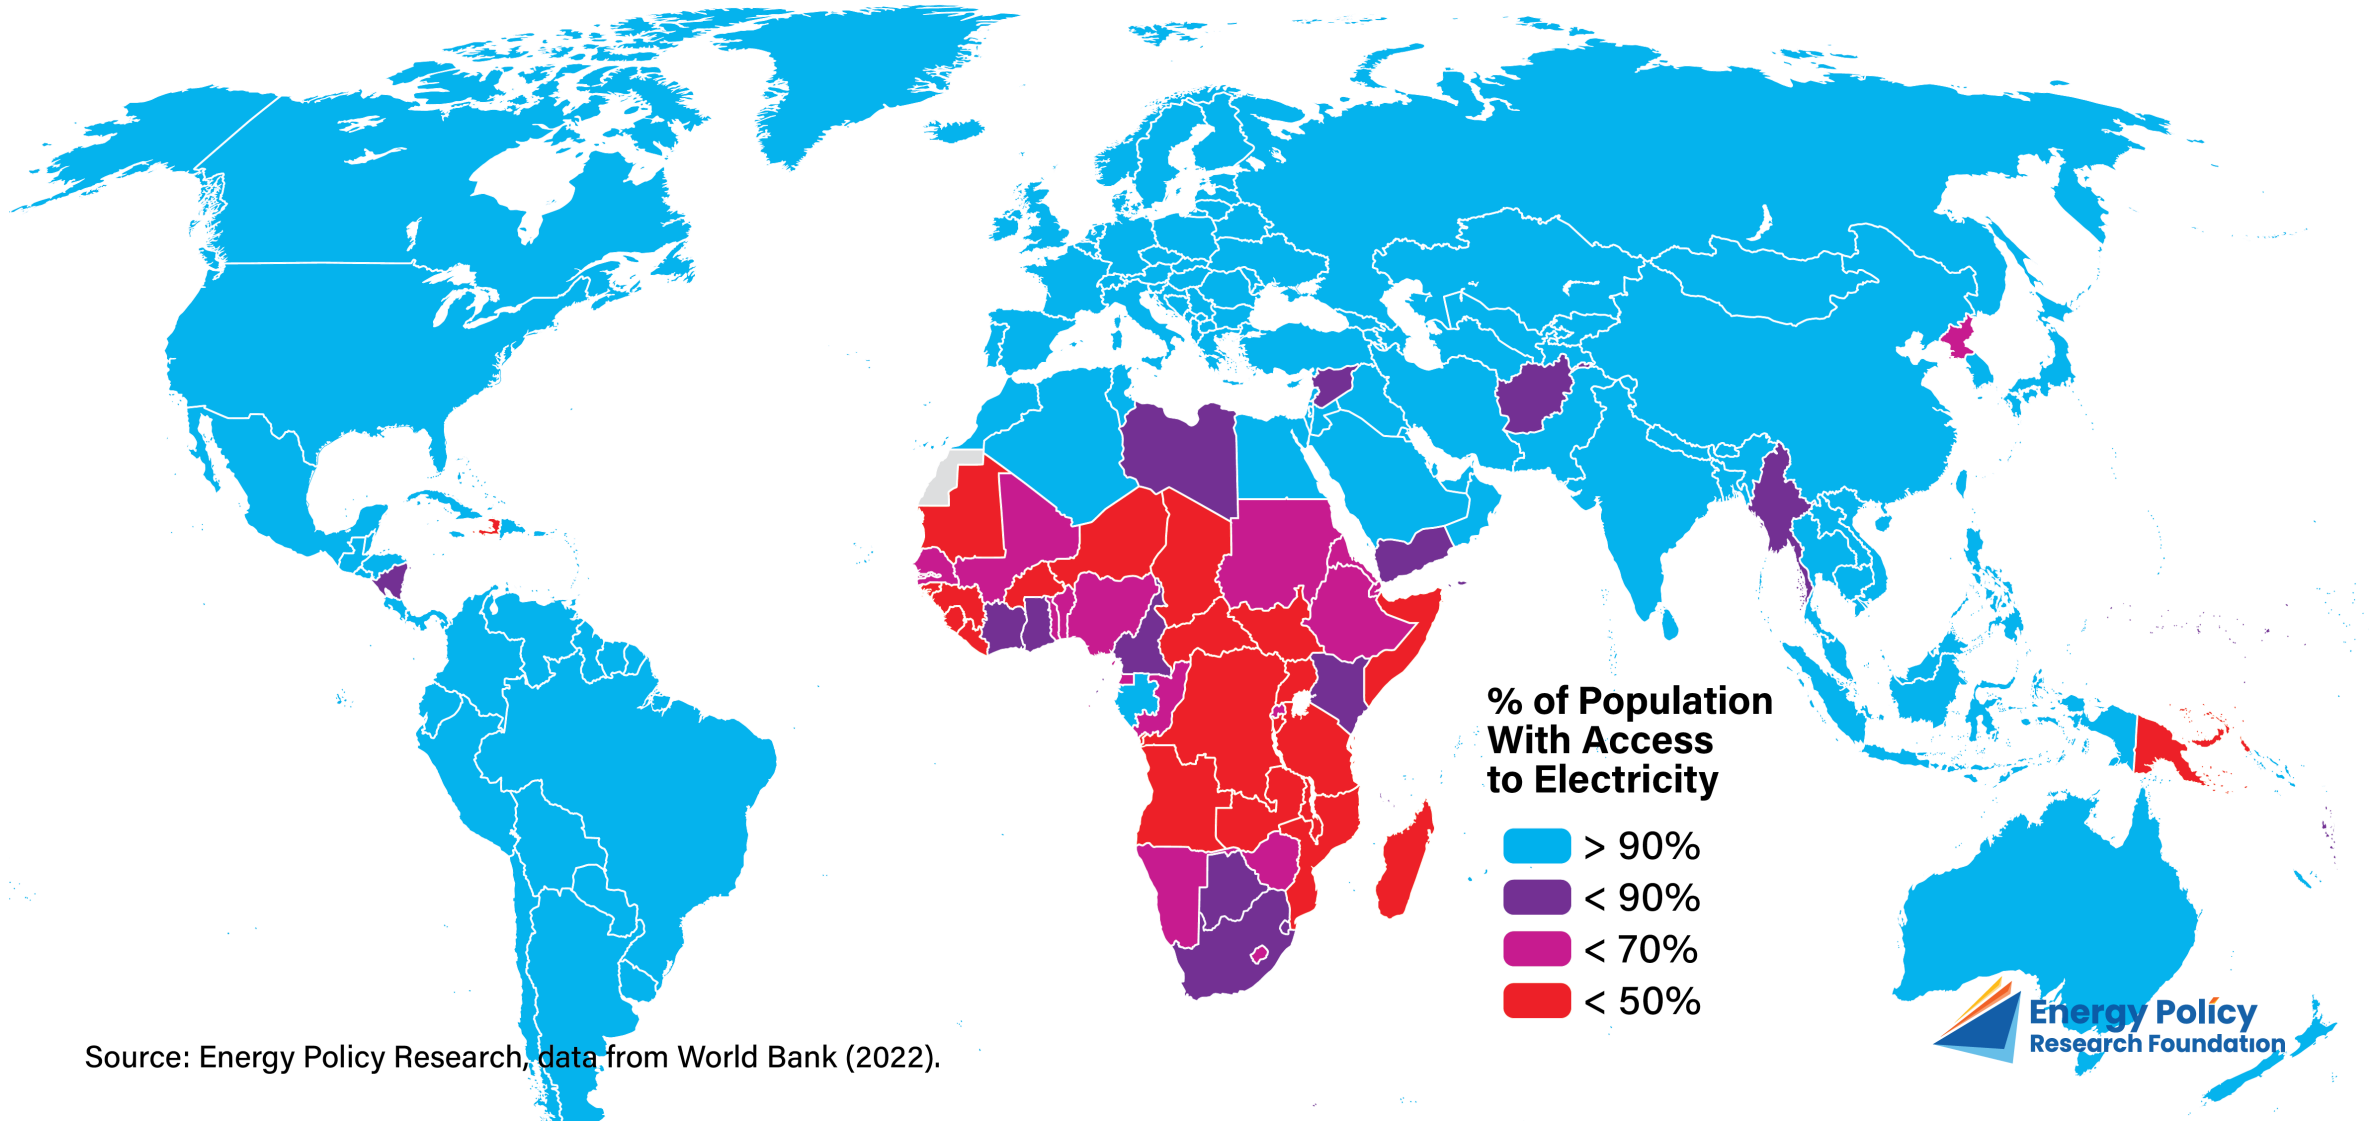 % of Population
With Access
to Electricity
> 90%
< 90%
< 70%
< 50%
Energy Policy
Research Foundation
Source: Energy Policy Research, data from World Bank (2022).